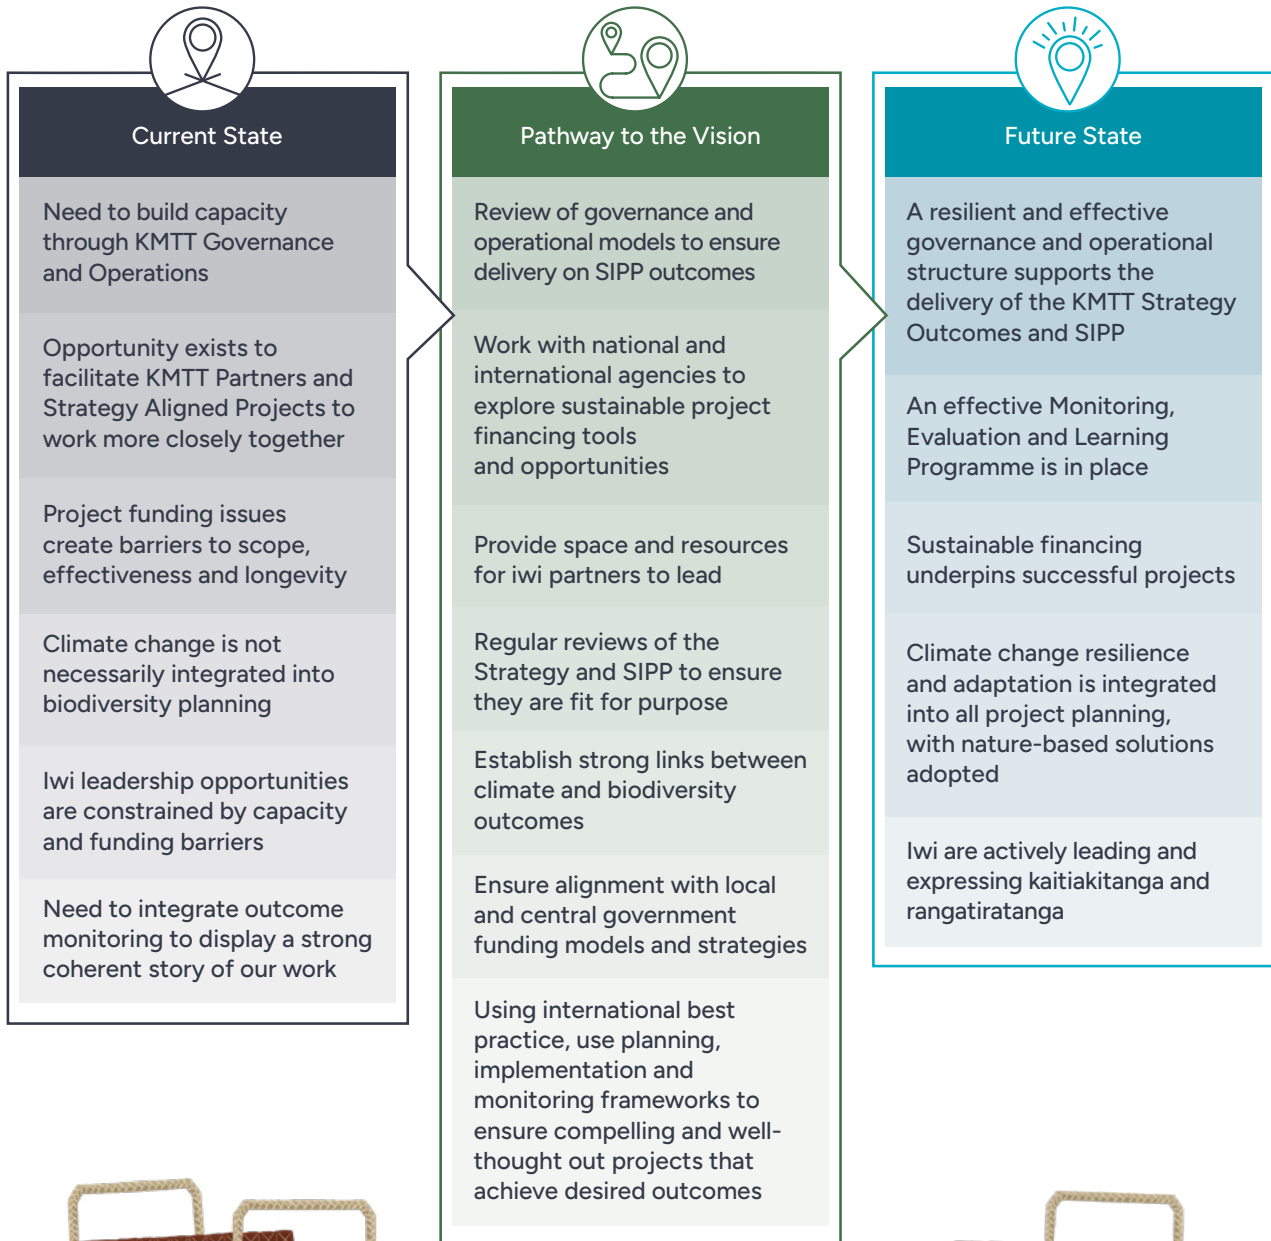 Current State
Need to build capacity
through KMTT Governance
and Operations
Opportunity exists to
facilitate KMTT Partners and
Strategy Aligned Projects to
work more closely together
Project funding issues
create barriers to scope,
effectiveness and longevity
Climate change is not
necessarily integrated into
biodiversity planning
Iwi leadership opportunities
are constrained by capacity
and funding barriers
Need to integrate outcome
monitoring to display a strong
coherent story of our work
Pathway to the Vision
Review of governance and
operational models to ensure
delivery on SIPP outcomes
Work with national and
international agencies to
explore sustainable project
financing tools
and opportunities
Provide space and resources
for iwi partners to lead
Regular reviews of the
Strategy and SIPP to ensure
they are fit for purpose
Establish strong links between
climate and biodiversity
outcomes
Ensure alignment with local
and central government
funding models and strategies
Using international best
practice, use planning,
implementation and
monitoring frameworks to
ensure compelling and well-
thought out projects that
achieve desired outcomes
Future State
A resilient and effective
governance and operational
structure supports the
delivery of the KMTT Strategy
Outcomes and SIPP
An effective Monitoring,
Evaluation and Learning
Programme is in place
Sustainable financing
underpins successful projects
Climate change resilience
and adaptation is integrated
into all project planning,
with nature-based solutions
adopted
Iwi are actively leading and
expressing kaitiakitanga and
rangatiratanga